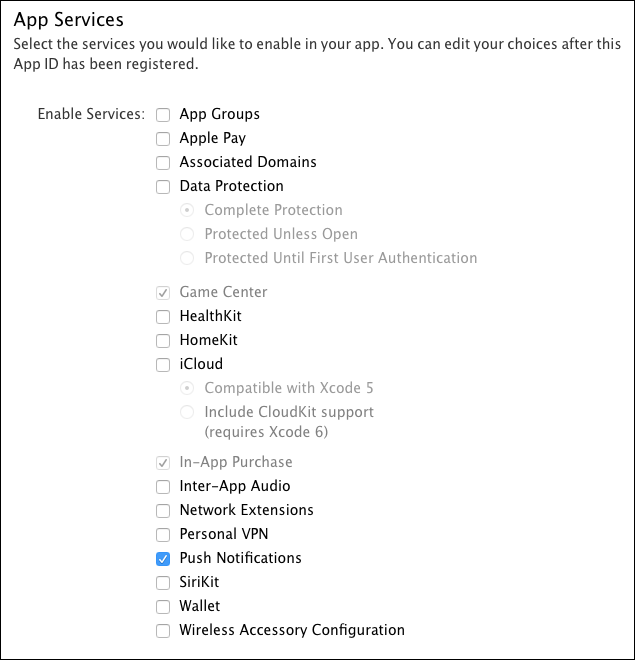 App Services
Select the services you would like to enable in your app. You can edit your choices after this
App ID has been registered.
Enable Services:
App Groups
Apple Pay
Associated Domains
Data Protection
Complete Protection
Protected Unless Open
Protected Until First User Authentication
Game Center
HealthKit
HomeKit
iCloud
Compatible with Xcode 5
Include CloudKit support
(requires Xcode 6)
In-App Purchase
Inter-App Audio
Network Extensions
Personal VPN
Push Notifications
SiriKit
Wallet
Wireless Accessory Configuration